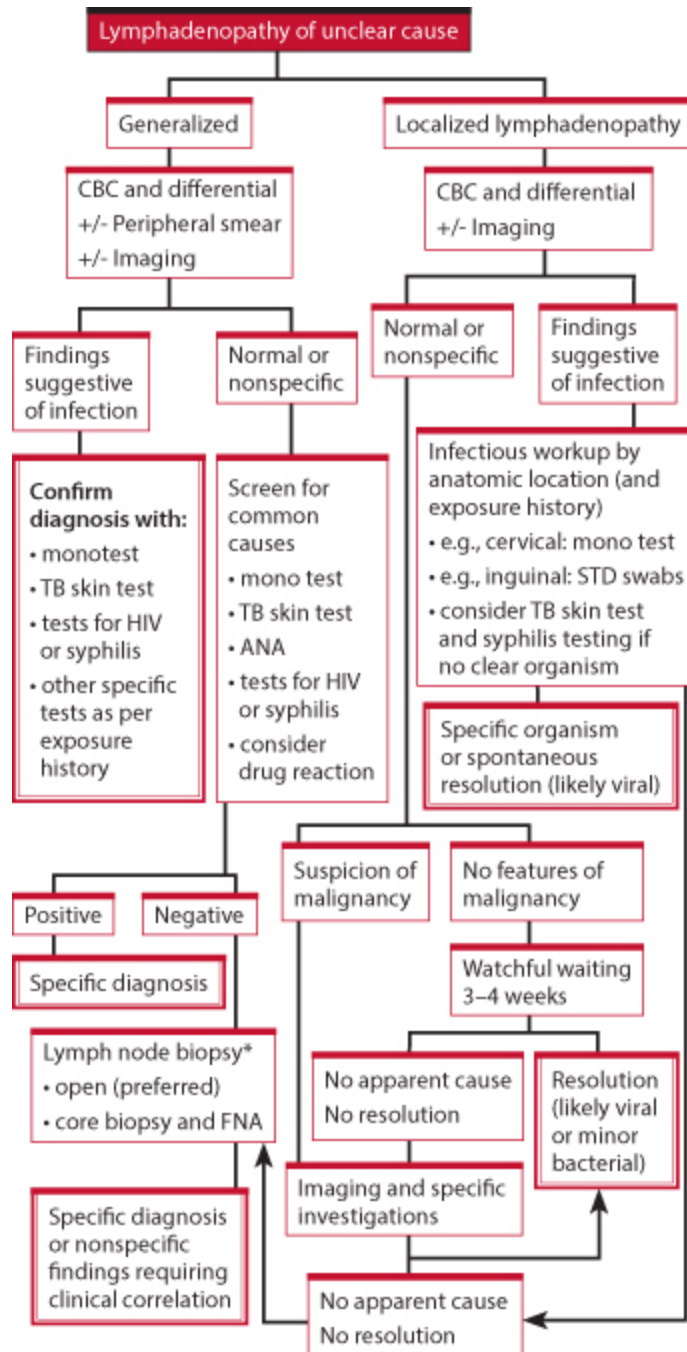 Lymphadenopathy of unclear cause
Generalized
Localized lymphadenopathy
CBC and differential
+/- Peripheral smear
+/- Imaging
CBC and differential
+/- Imaging
Findings
suggestive
of infection
Normal or
nonspecific
Normal or
nonspecific
Findings
suggestive
of infection
Confirm
diagnosis with:
• monotest
• TB skin test
• tests for HIV
or syphilis
• other specific
tests as per
exposure
history
Screen for
common
causes
• mono test
• TB skin test
• ANA
• tests for HIV
or syphilis
• consider
drug reaction
Infectious workup by
anatomic location (and
exposure history)
• e.g., cervical: mono test
• e.g., inguinal: STD swabs
• consider TB skin test
and syphilis testing if
no clear organism
Specific organism
or spontaneous
resolution (likely viral)
Suspicion of
malignancy
No features of
malignancy
Positive
Negative
Specific diagnosis
Watchful waiting
3–4 weeks
Lymph node biopsy*
• open (preferred)
• core biopsy and FNA
No apparent cause
No resolution
Resolution
(likely viral
or minor
bacterial)
Imaging and specific
investigations
Specific diagnosis
or nonspecific
findings requiring
clinical correlation
No apparent cause
No resolution